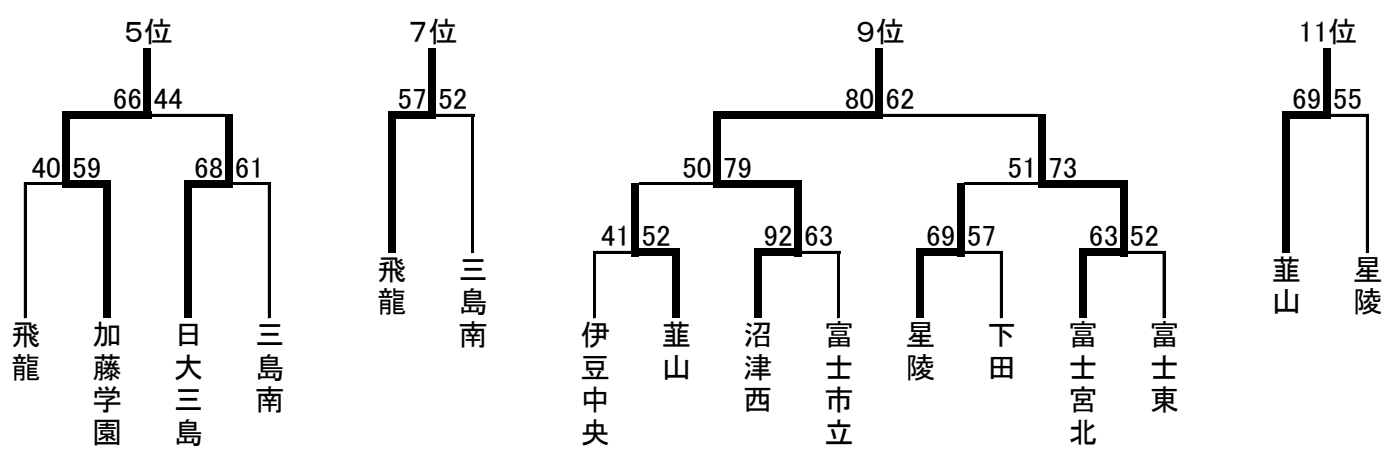 5位 7位 9位 11位
66 44 57 52 80 62 69 55
40 59 68 61 50 79 51 73
41 52 92 63 69 57 63 52
飛龍 三島南 韮山 星陵
飛龍 加藤学園 日大三島 三島南 伊豆中央 韮山 沼津西 富士市立 星陵 下田 富士宮北 富士東